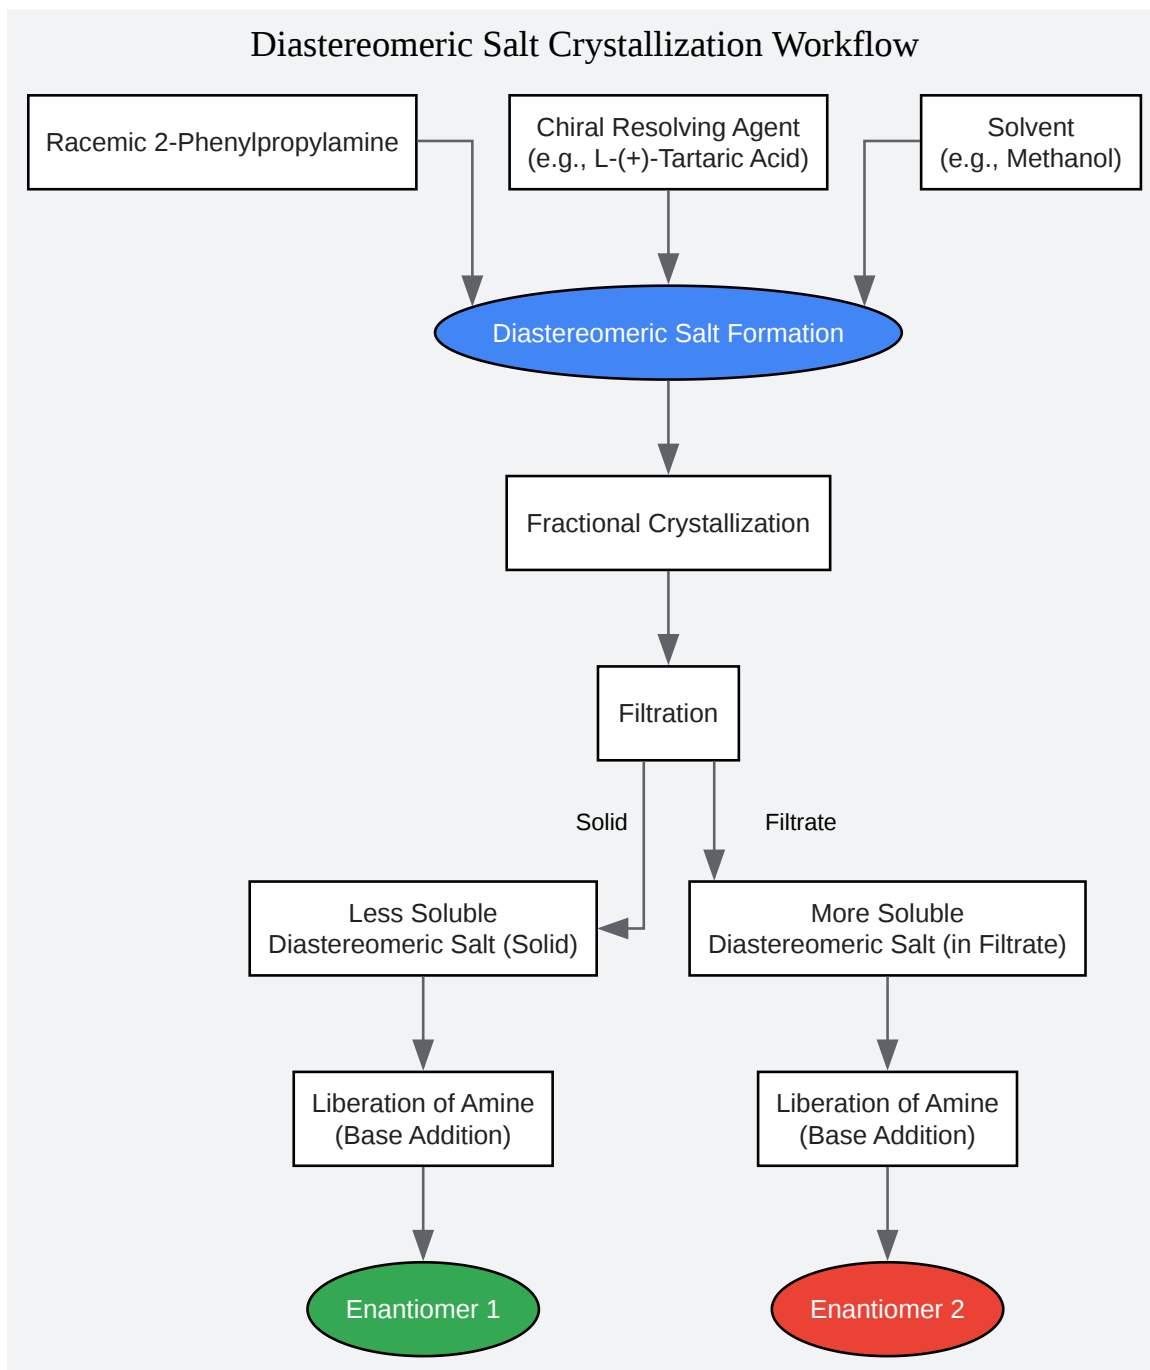 Diastereomeric Salt Crystallization Workflow
Racemic 2-Phenylpropylamine
Chiral Resolving Agent
(e.g., L-(+)-Tartaric Acid)
Solvent
(e.g., Methanol)
Diastereomeric Salt Formation
Fractional Crystallization
Filtration
Solid
Filtrate
Less Soluble
Diastereomeric Salt (Solid)
More Soluble
Diastereomeric Salt (in Filtrate)
Liberation of Amine
(Base Addition)
Liberation of Amine
(Base Addition)
Enantiomer 1
Enantiomer 2